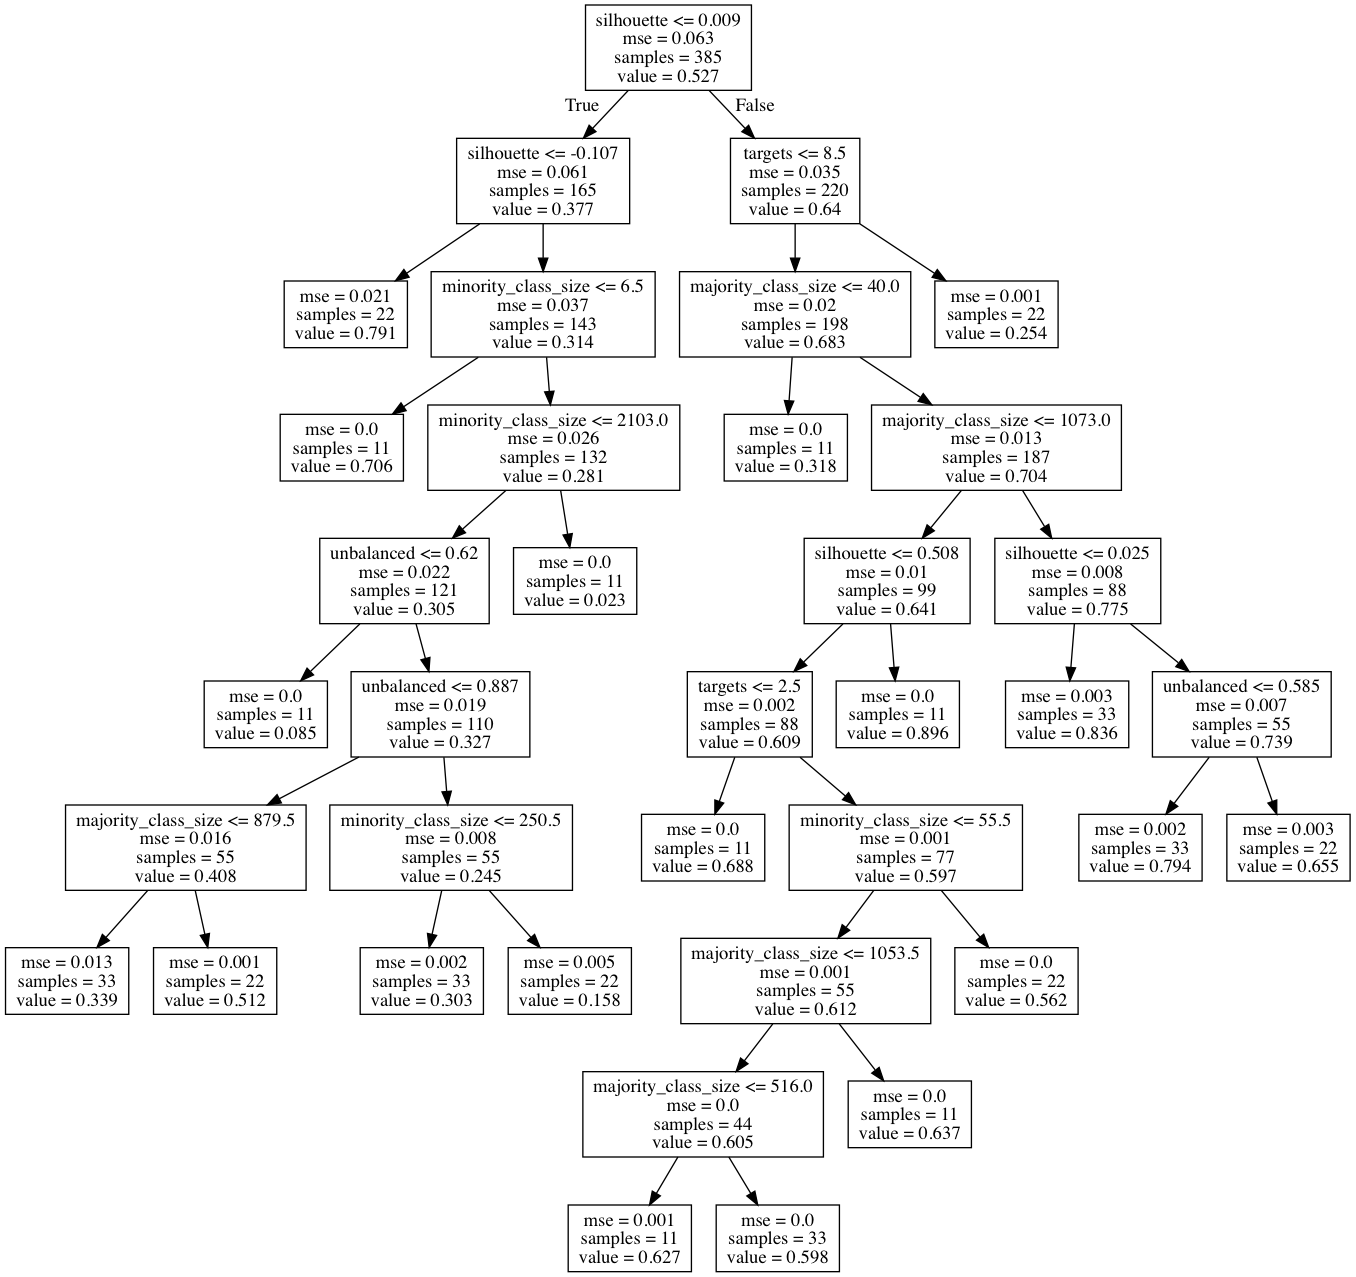 silhouette <= 0.009
mse = 0.063
samples = 385
value = 0.527
True
False
silhouette <= -0.107
mse = 0.061
samples = 165
value = 0.377
targets <= 8.5
mse = 0.035
samples = 220
value = 0.64
mse = 0.021
samples = 22
value = 0.791
minority_class_size <= 6.5
mse = 0.037
samples = 143
value = 0.314
majority_class_size <= 40.0
mse = 0.02
samples = 198
value = 0.683
mse = 0.001
samples = 22
value = 0.254
mse = 0.0
samples = 11
value = 0.706
minority_class_size <= 2103.0
mse = 0.026
samples = 132
value = 0.281
mse = 0.0
samples = 11
value = 0.318
majority_class_size <= 1073.0
mse = 0.013
samples = 187
value = 0.704
unbalanced <= 0.62
mse = 0.022
samples = 121
value = 0.305
mse = 0.0
samples = 11
value = 0.023
silhouette <= 0.508
mse = 0.01
samples = 99
value = 0.641
silhouette <= 0.025
mse = 0.008
samples = 88
value = 0.775
mse = 0.0
samples = 11
value = 0.085
unbalanced <= 0.887
mse = 0.019
samples = 110
value = 0.327
targets <= 2.5
mse = 0.002
samples = 88
value = 0.609
mse = 0.0
samples = 11
value = 0.896
mse = 0.003
samples = 33
value = 0.836
unbalanced <= 0.585
mse = 0.007
samples = 55
value = 0.739
majority_class_size <= 879.5
mse = 0.016
samples = 55
value = 0.408
minority_class_size <= 250.5
mse = 0.008
samples = 55
value = 0.245
mse = 0.0
samples = 11
value = 0.688
minority_class_size <= 55.5
mse = 0.001
samples = 77
value = 0.597
mse = 0.002
samples = 33
value = 0.794
mse = 0.003
samples = 22
value = 0.655
mse = 0.013
samples = 33
value = 0.339
mse = 0.001
samples = 22
value = 0.512
mse = 0.002
samples = 33
value = 0.303
mse = 0.005
samples = 22
value = 0.158
majority_class_size <= 1053.5
mse = 0.001
samples = 55
value = 0.612
mse = 0.0
samples = 22
value = 0.562
majority_class_size <= 516.0
mse = 0.0
samples = 44
value = 0.605
mse = 0.0
samples = 11
value = 0.637
mse = 0.001
samples = 11
value = 0.627
mse = 0.0
samples = 33
value = 0.598